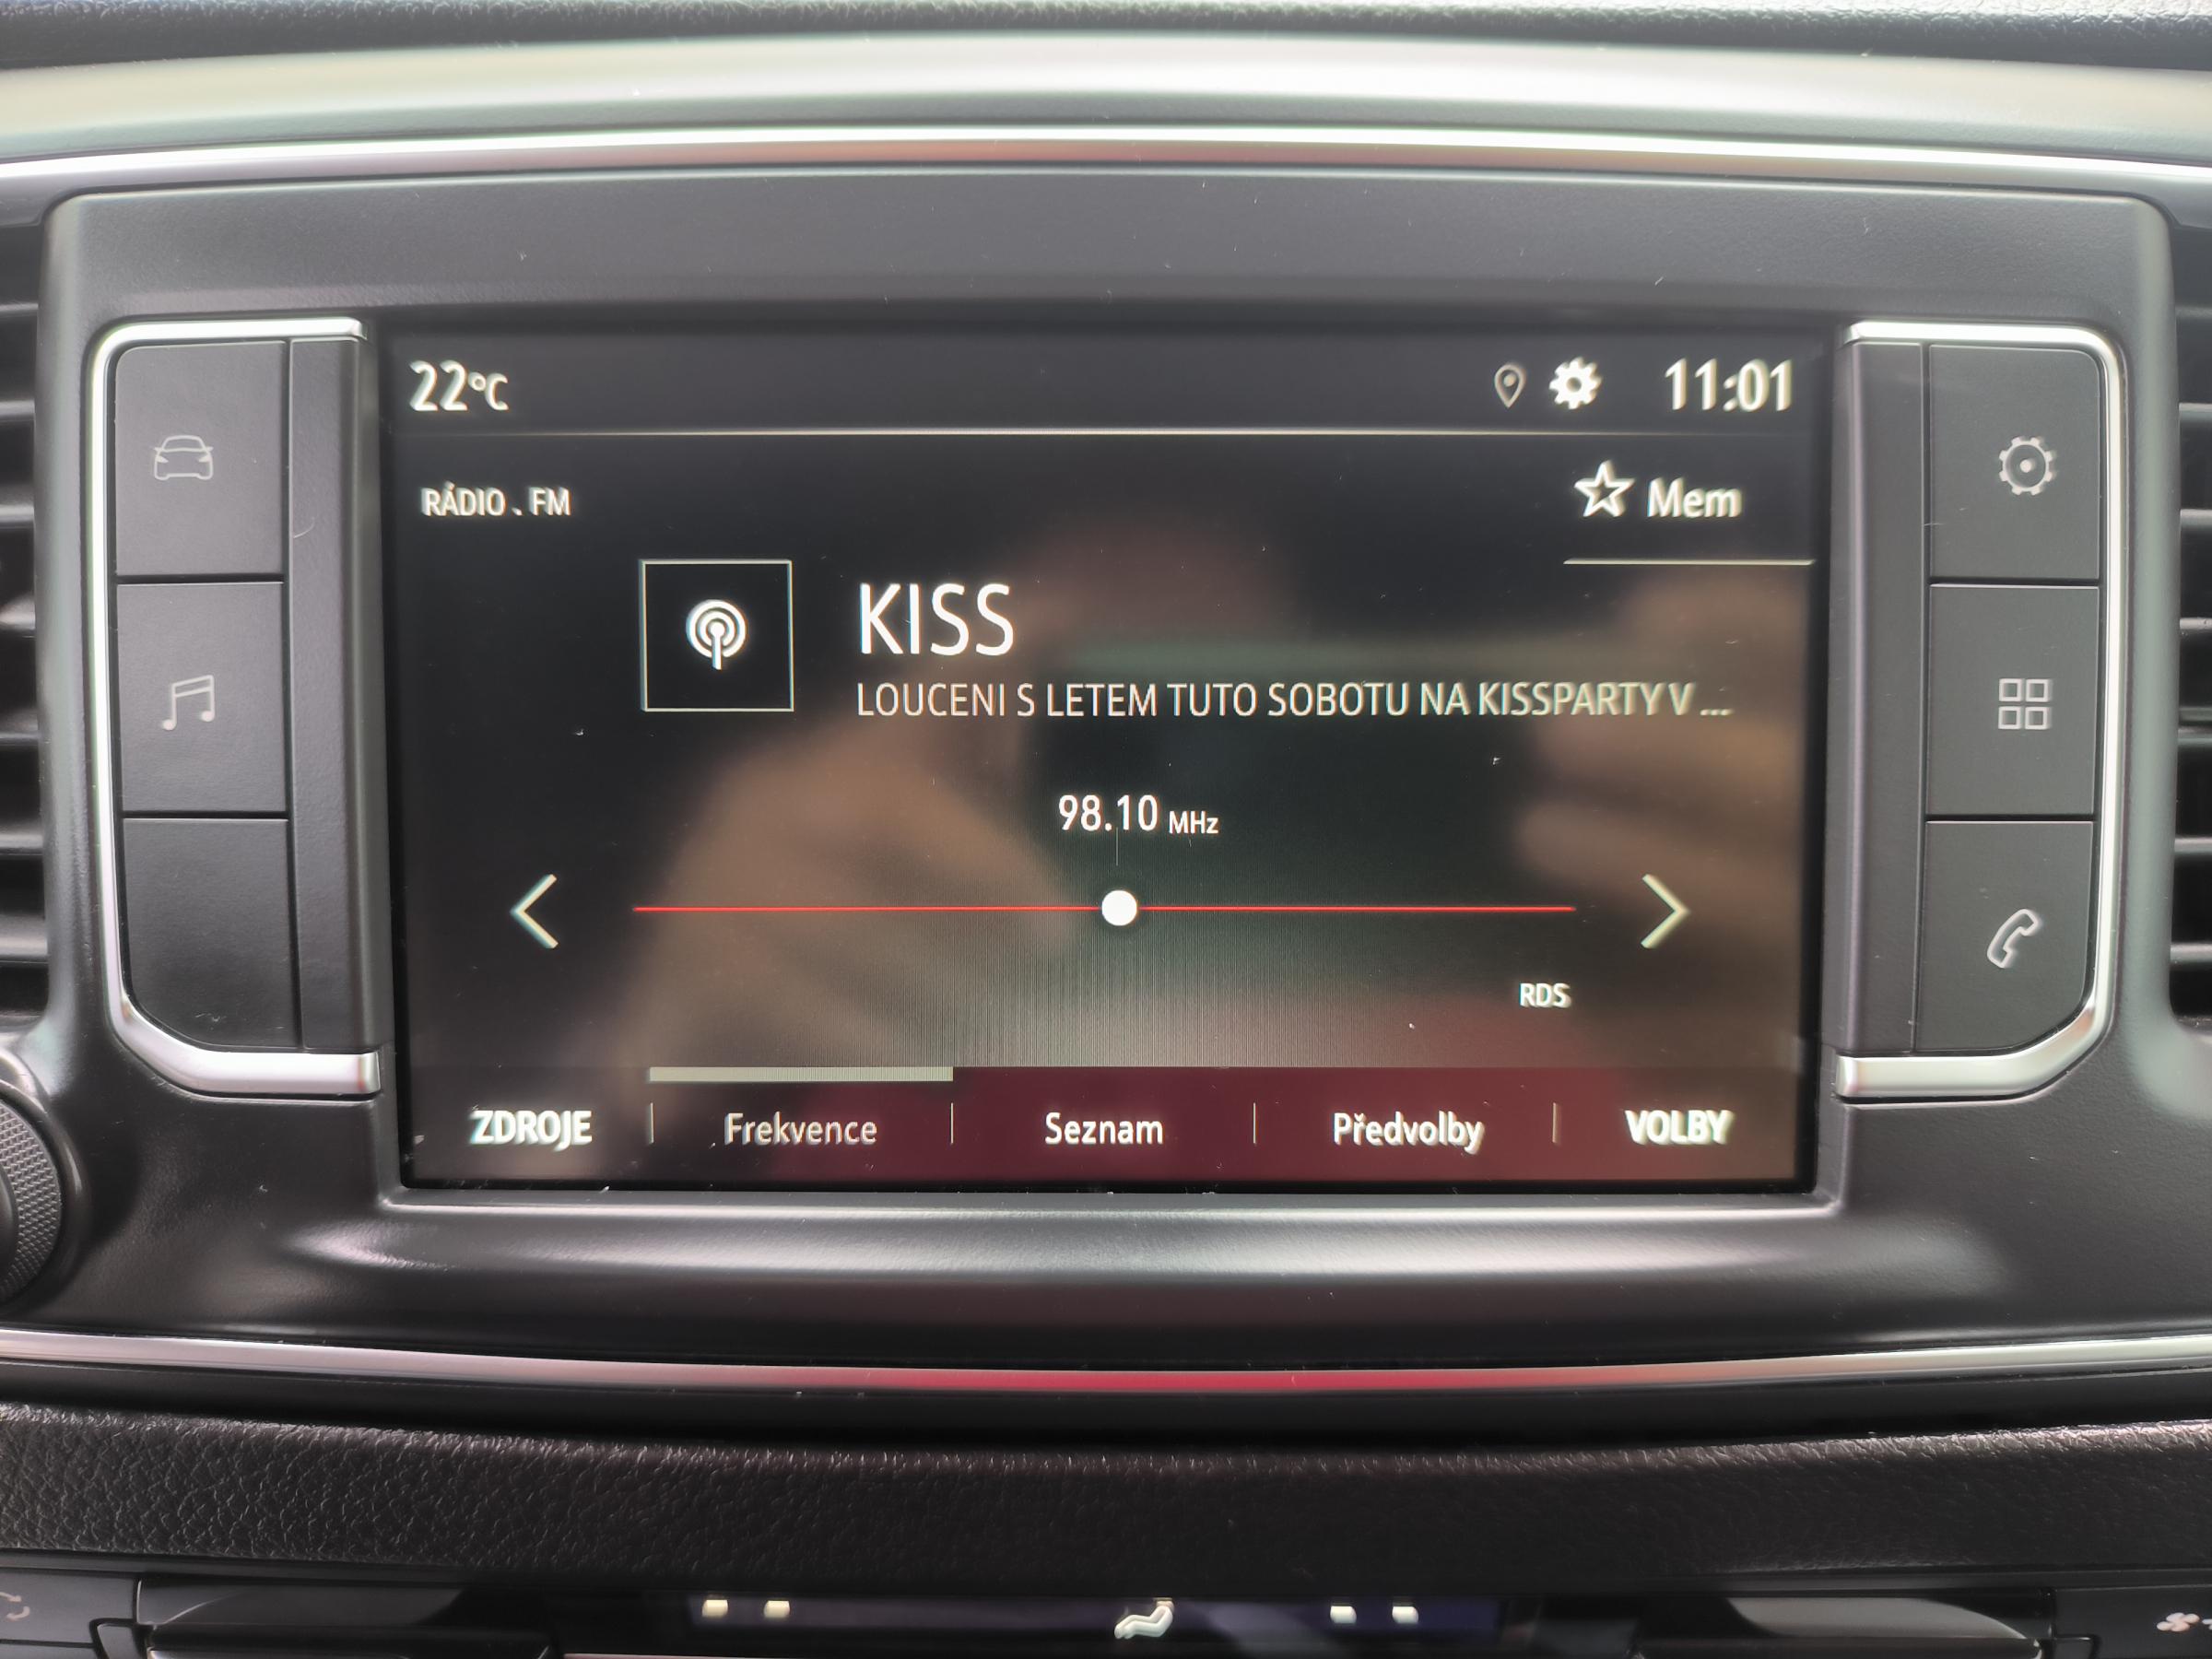 22°C 11:01
RÁDIO . FM
Mem
KISS
LOUCENI S LETEM TUTO SOBOTU NA KISSPARTY V ...
98.10 MHz
RDS
ZDROJE Frekvence Seznam Předvolby VOLBY